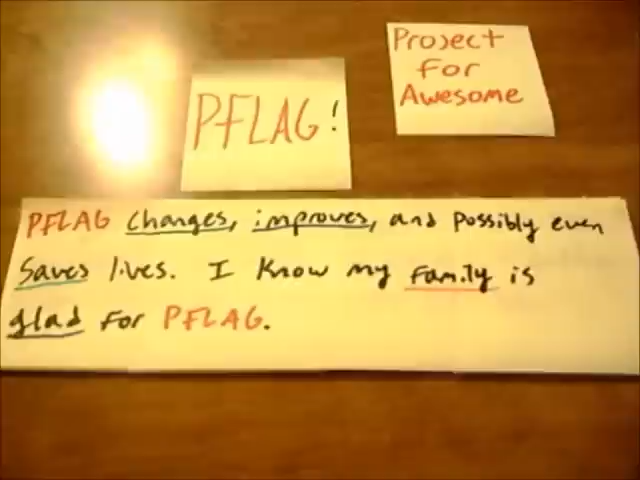 PFLAG!
Project
For
Awesome
PFLAG changes, improves, and possibly even
saves lives. I know my family is
glad for PFLAG.